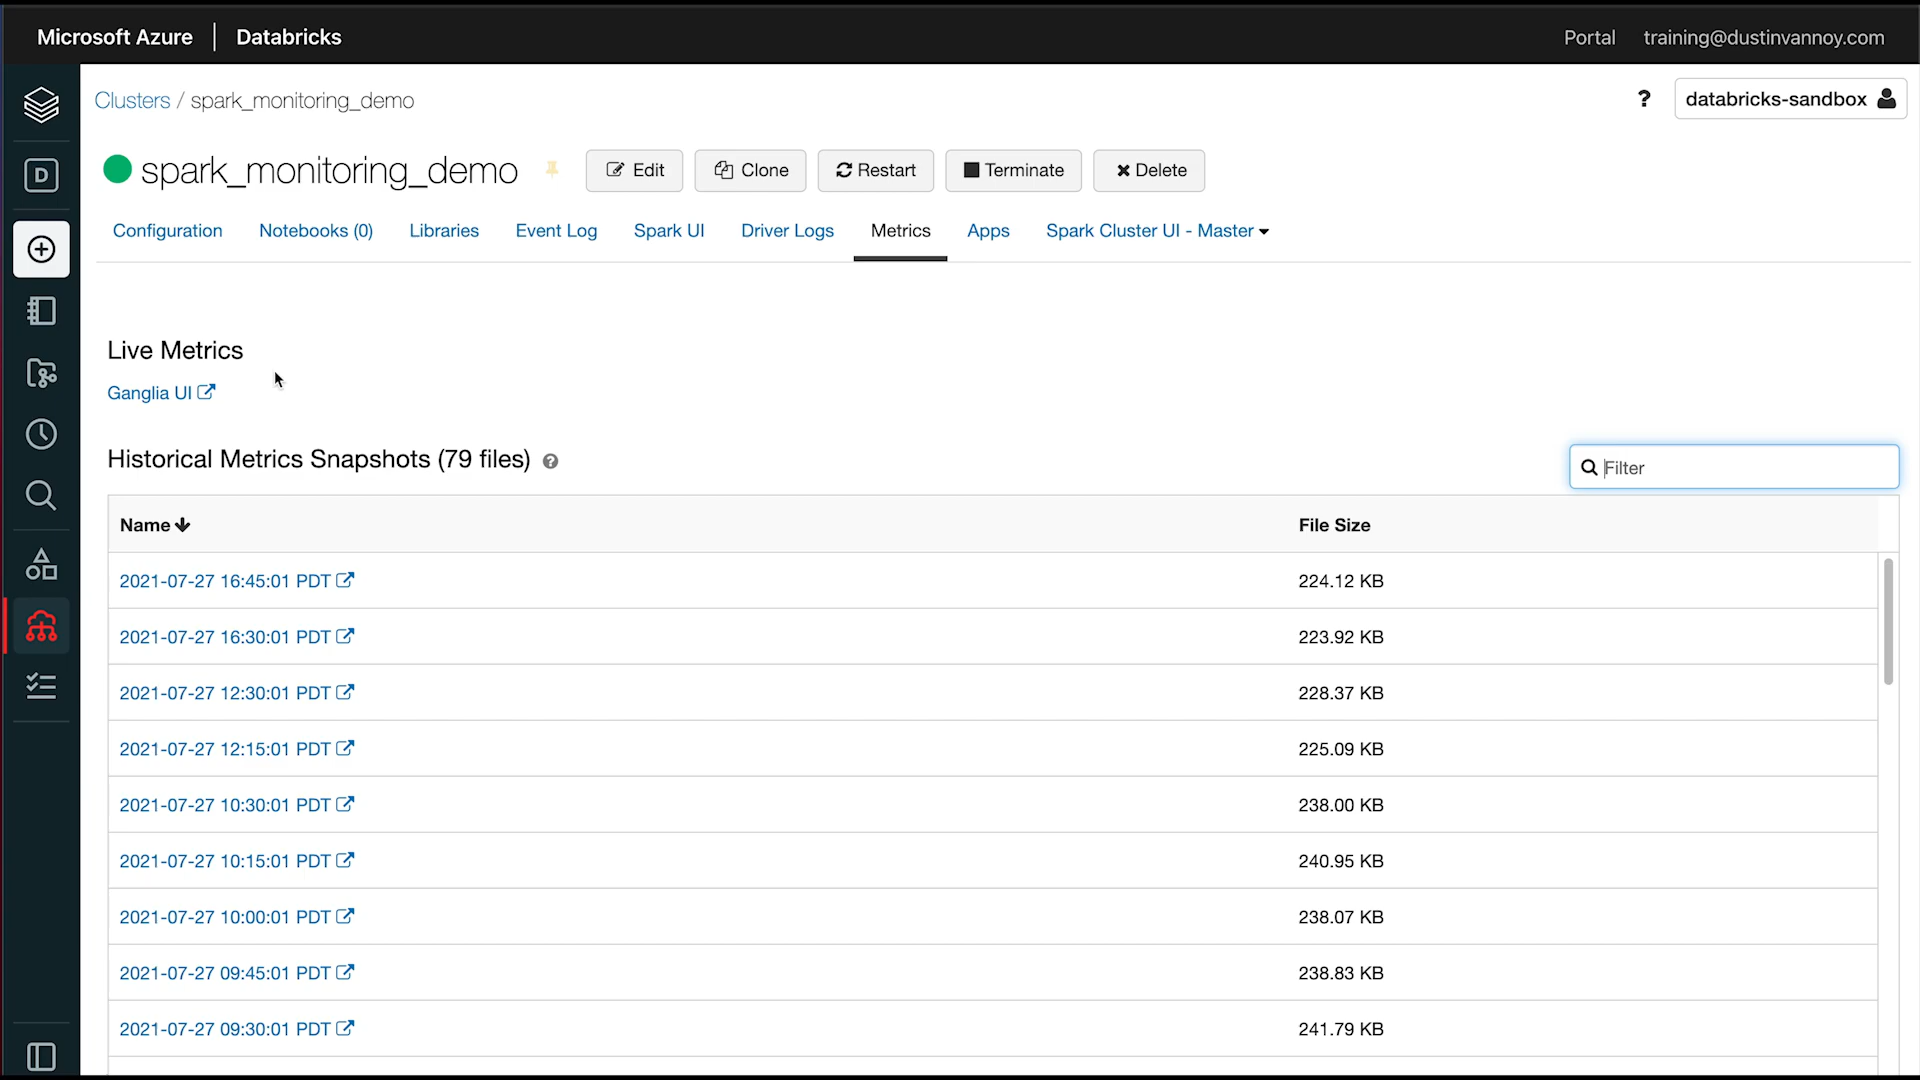 Microsoft Azure | Databricks
Portal training@dustinvannoy.com
Clusters / spark_monitoring_demo
? databricks-sandbox
D
spark_monitoring_demo Edit Clone Restart Terminate Delete
Configuration Notebooks (0) Libraries Event Log Spark UI Driver Logs Metrics Apps Spark Cluster UI - Master
Live Metrics
Ganglia UI
Historical Metrics Snapshots (79 files) ?
Filter
Name File Size
2021-07-27 16:45:01 PDT 224.12 KB
2021-07-27 16:30:01 PDT 223.92 KB
2021-07-27 12:30:01 PDT 228.37 KB
2021-07-27 12:15:01 PDT 225.09 KB
2021-07-27 10:30:01 PDT 238.00 KB
2021-07-27 10:15:01 PDT 240.95 KB
2021-07-27 10:00:01 PDT 238.07 KB
2021-07-27 09:45:01 PDT 238.83 KB
2021-07-27 09:30:01 PDT 241.79 KB